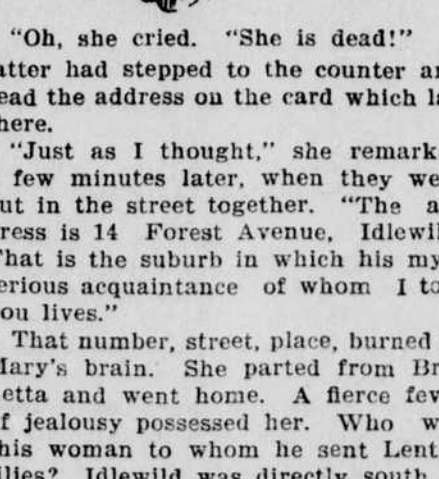 "Oh, she cried. "She is dead!"
atter had stepped to the counter a
ead the address on the card which l
here.
"Just as I thought," she remark
few minutes later, when they we
ut in the street together. "The a
ress is 14 Forest Avenue, Idlewil
hat is the suburb in which his my
erious acquaintance of whom I to
ou lives."
That number, street, place, burned
Mary's brain. She parted from Br
etta and went home. A fierce fev
f jealousy possessed her. Who w
his woman to whom he sent Lent
ilies? Idlewild was directly south